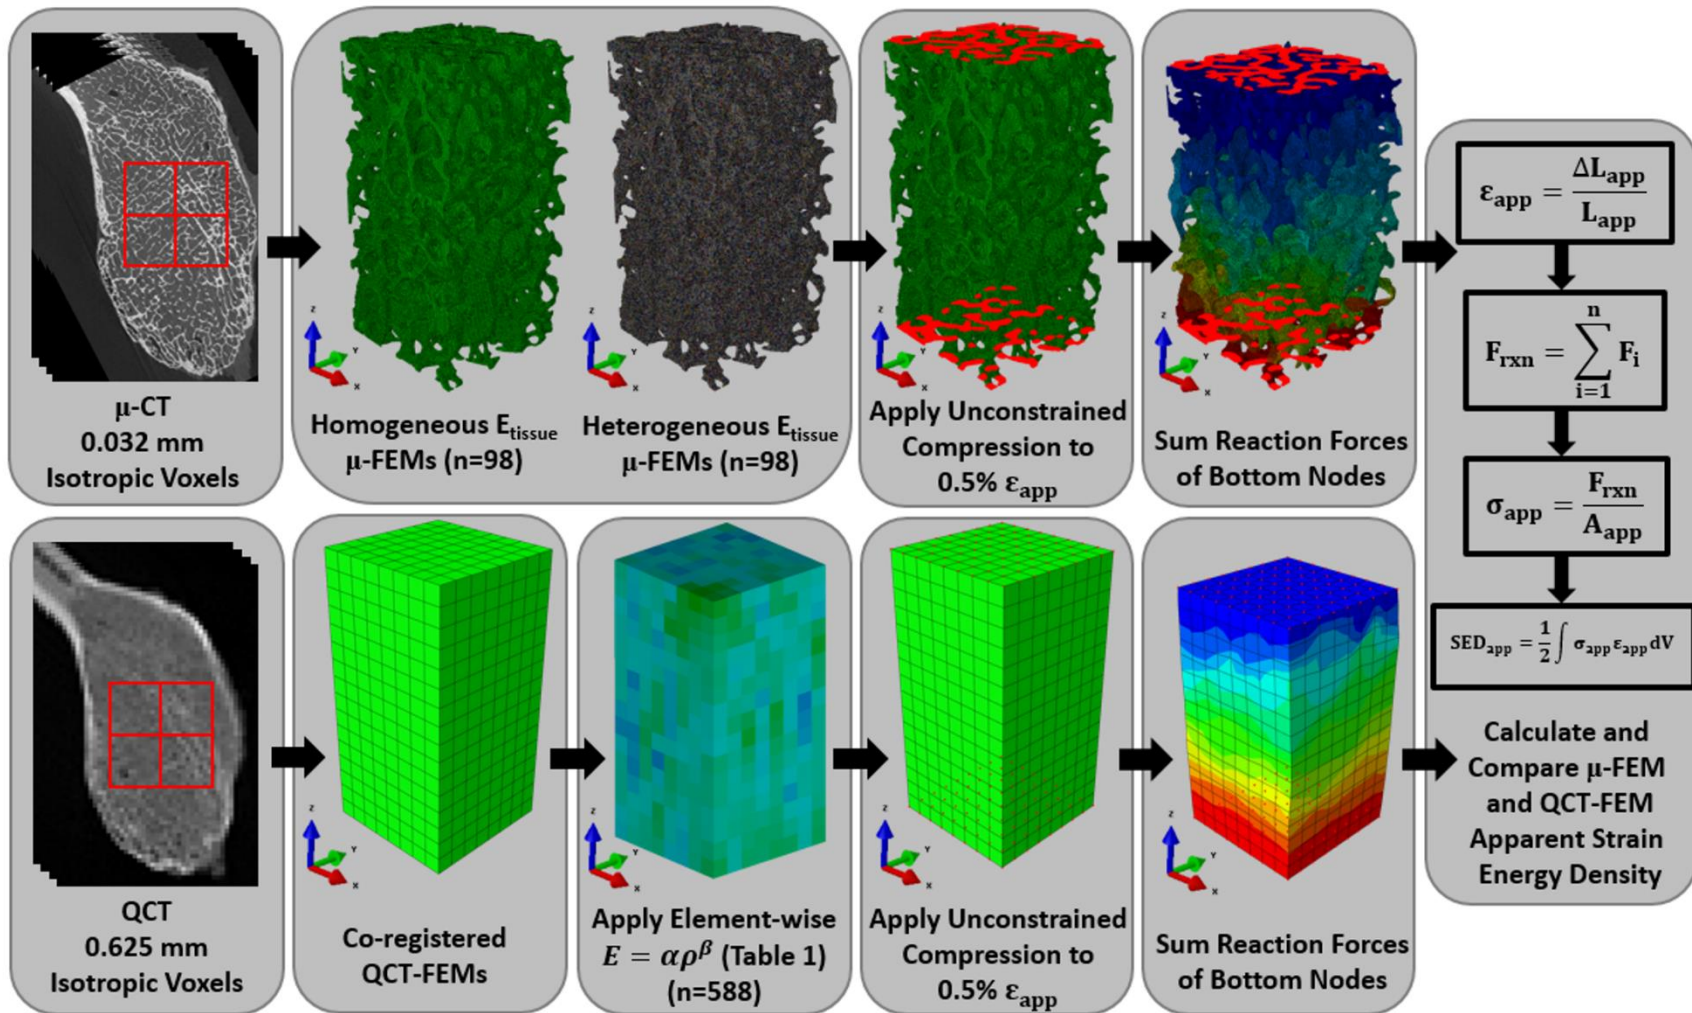 μ-CT
0.032 mm
Isotropic Voxels
Z
Y
X
Homogeneous E_tissue
μ-FEMs (n=98)
Z
Y
X
Heterogeneous E_tissue
μ-FEMs (n=98)
Z
Y
X
Apply Unconstrained
Compression to
0.5% ε_app
Z
Y
X
Sum Reaction Forces
of Bottom Nodes
ε_app = ΔL_app / L_app
F_rxn = ∑_{i=1}^{n} F_i
σ_app = F_rxn / A_app
SED_app = 1/2 ∫ σ_app ε_app dV
Calculate and
Compare μ-FEM
and QCT-FEM
Apparent Strain
Energy Density
QCT
0.625 mm
Isotropic Voxels
Z
Y
X
Co-registered
QCT-FEMs
Z
Y
X
Apply Element-wise
E = αρ^β (Table 1)
(n=588)
Z
Y
X
Apply Unconstrained
Compression to
0.5% ε_app
Z
Y
X
Sum Reaction Forces
of Bottom Nodes